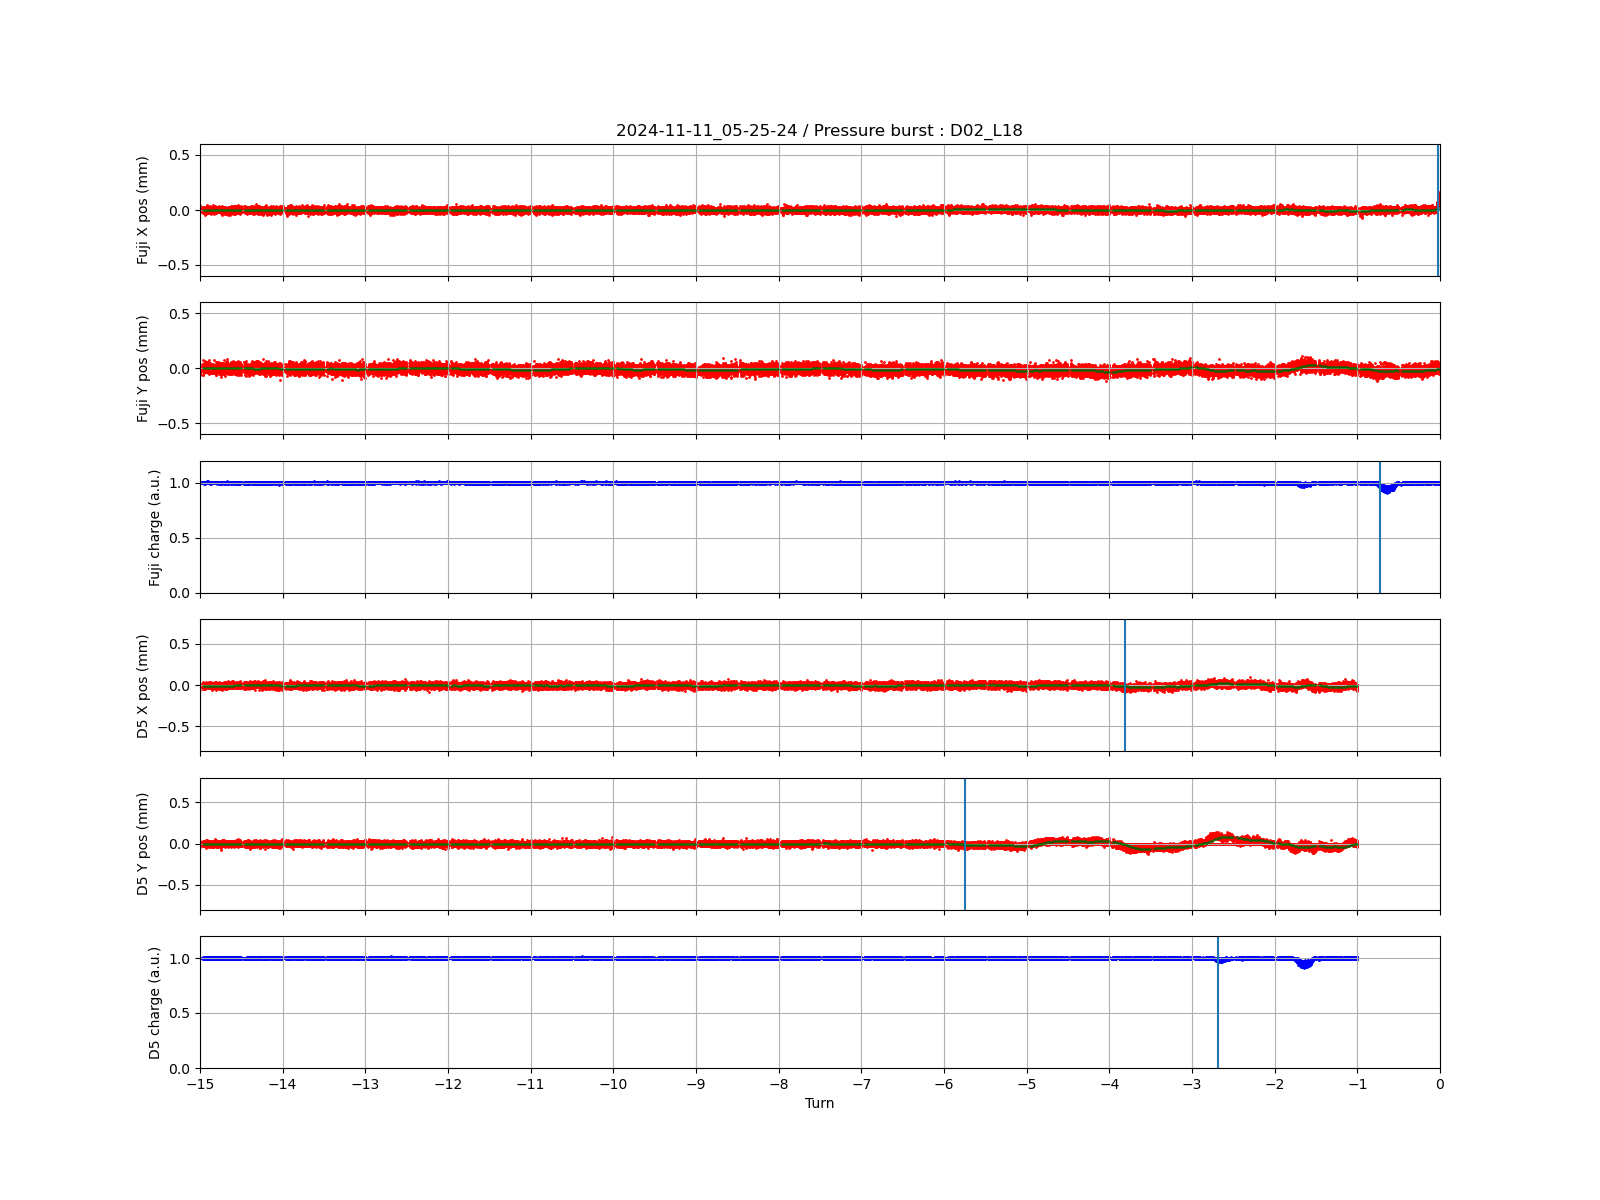 2024-11-11_05-25-24 / Pressure burst : D02_L18
Fuji X pos (mm)
0.5
0.0
−0.5
Fuji Y pos (mm)
0.5
0.0
−0.5
Fuji charge (a.u.)
1.0
0.5
0.0
D5 X pos (mm)
0.5
0.0
−0.5
D5 Y pos (mm)
0.5
0.0
−0.5
D5 charge (a.u.)
1.0
0.5
0.0
−15 −14 −13 −12 −11 −10 −9 −8 −7 −6 −5 −4 −3 −2 −1 0
Turn